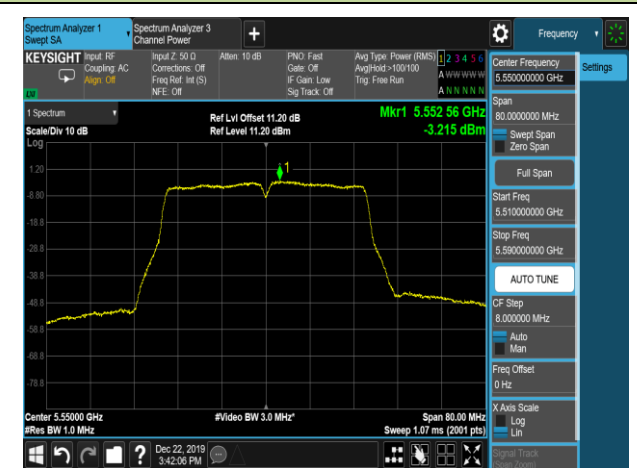 Spectrum Analyzer 1
Swept SA
Spectrum Analyzer 3
Channel Power
Frequency
KEYSIGHT
Input: RF
Coupling: AC
Align: Off
Input Z: 50 Ω
Corrections: Off
Freq Ref: Int (S)
NFE: Off
Atten: 10 dB
PNO: Fast
Gate: Off
IF Gain: Low
Sig Track: Off
Avg Type: Power (RMS)
Avg|Hold:>100/100
Trig: Free Run
1 2 3 4 5 6
A W W W W W
A N N N N N
Center Frequency
5.550000000 GHz
Settings
Span
80.0000000 MHz
Swept Span
Zero Span
Full Span
Start Freq
5.510000000 GHz
Stop Freq
5.590000000 GHz
AUTO TUNE
CF Step
8.000000 MHz
Auto
Man
Freq Offset
0 Hz
X Axis Scale
Log
Lin
Signal Track
(Span Zoom)
1 Spectrum
Scale/Div 10 dB
Log
Ref Lvl Offset 11.20 dB
Ref Level 11.20 dBm
Mkr1 5.552 56 GHz
-3.215 dBm
1
1.20
-8.80
-18.8
-28.8
-38.8
-48.8
-58.8
-68.8
-78.8
Center 5.55000 GHz
#Res BW 1.0 MHz
#Video BW 3.0 MHz*
Span 80.00 MHz
Sweep 1.07 ms (2001 pts)
?
Dec 22, 2019
3:42:06 PM